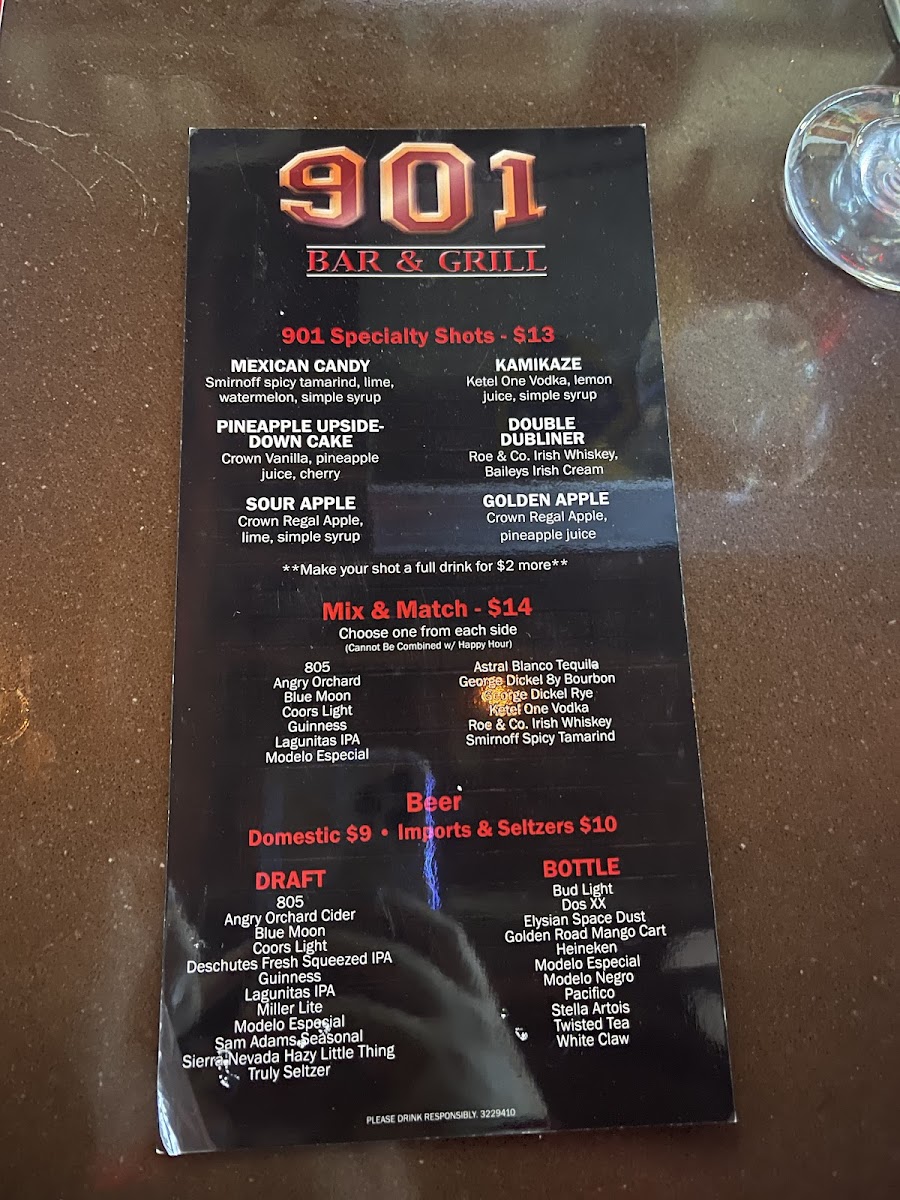 901
BAR & GRILL
901 Specialty Shots - $13
MEXICAN CANDY
Smirnoff spicy tamarind, lime,
watermelon, simple syrup
PINEAPPLE UPSIDE-
DOWN CAKE
Crown Vanilla, pineapple
juice, cherry
SOUR APPLE
Crown Regal Apple,
lime, simple syrup
KAMIKAZE
Ketel One Vodka, lemon
juice, simple syrup
DOUBLE
DUBLINER
Roe & Co. Irish Whiskey,
Baileys Irish Cream
GOLDEN APPLE
Crown Regal Apple,
pineapple juice
**Make your shot a full drink for $2 more**
Mix & Match - $14
Choose one from each side
(Cannot Be Combined w/ Happy Hour)
805
Angry Orchard
Blue Moon
Coors Light
Guinness
Lagunitas IPA
Modelo Especial
Astral Blanco Tequila
George Dickel 8y Bourbon
George Dickel Rye
Ketel One Vodka
Roe & Co. Irish Whiskey
Smirnoff Spicy Tamarind
Beer
Domestic $9 • Imports & Seltzers $10
DRAFT
805
Angry Orchard Cider
Blue Moon
Coors Light
Deschutes Fresh Squeezed IPA
Guinness
Lagunitas IPA
Miller Lite
Modelo Especial
Sam Adams Seasonal
Sierra Nevada Hazy Little Thing
Truly Seltzer
BOTTLE
Bud Light
Dos XX
Elysian Space Dust
Golden Road Mango Cart
Heineken
Modelo Especial
Modelo Negro
Pacifico
Stella Artois
Twisted Tea
White Claw
PLEASE DRINK RESPONSIBLY. 3229410